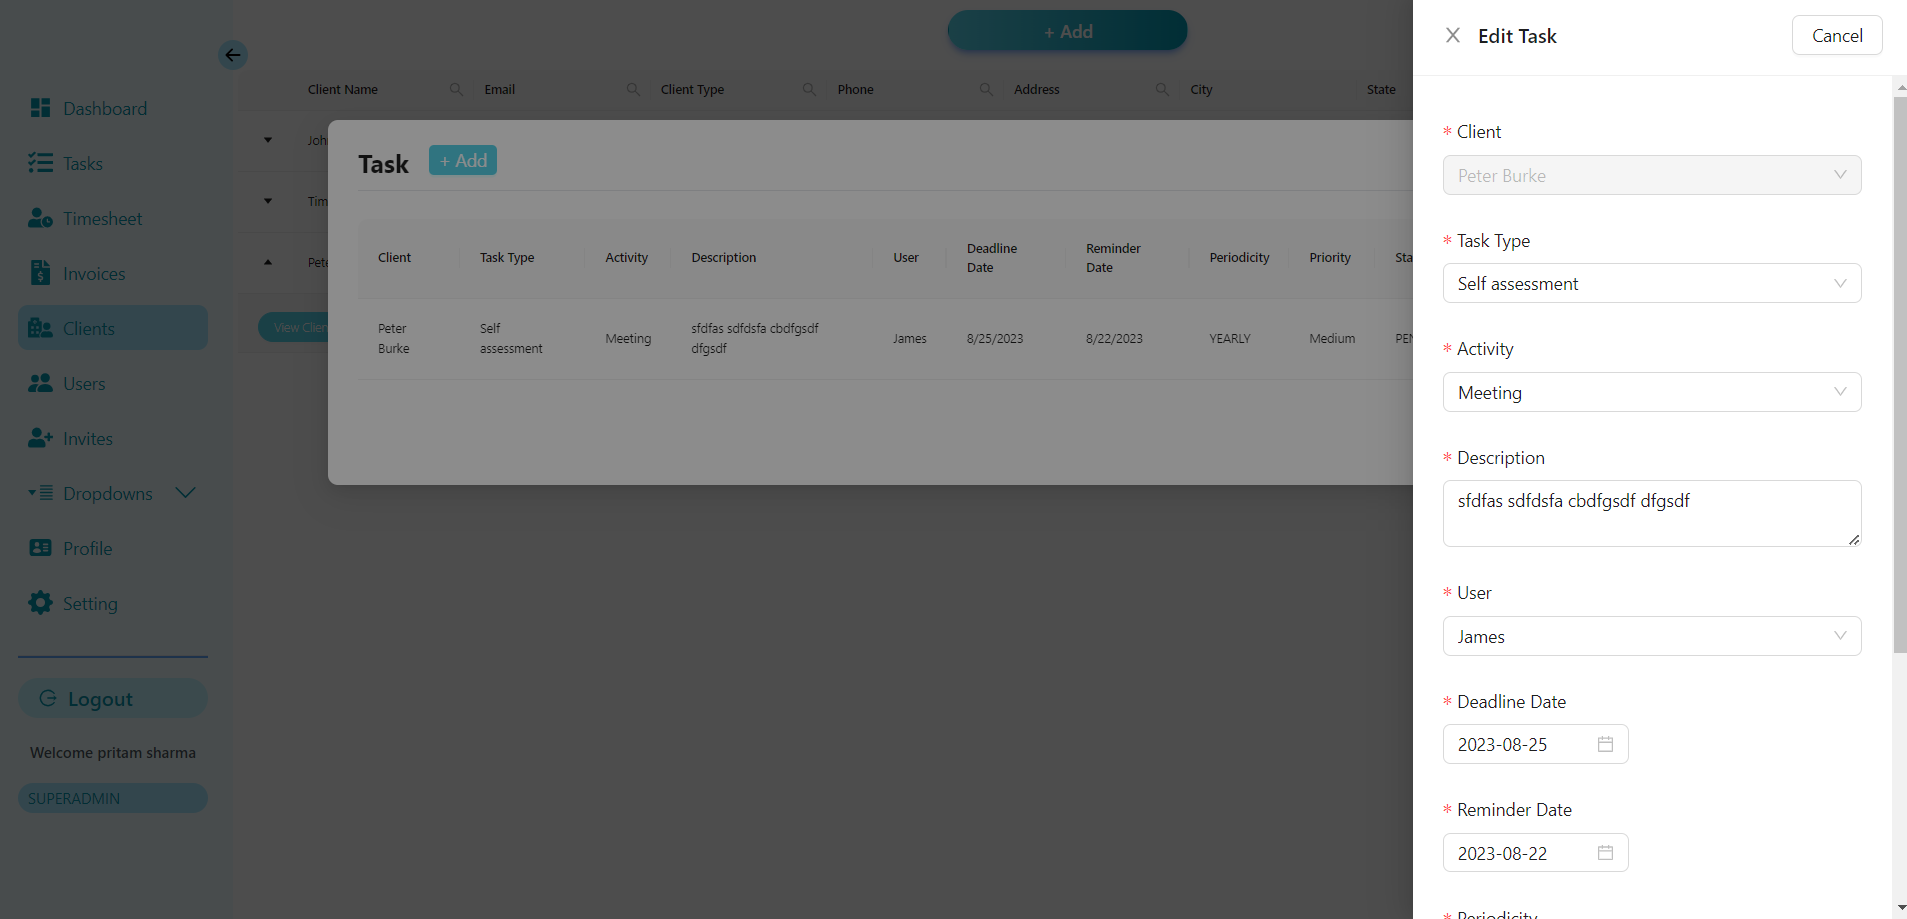 Dashboard
Tasks
Timesheet
Invoices
Clients
Users
Invites
Dropdowns
Profile
Setting
Logout
Welcome pritam sharma
SUPERADMIN
+ Add
Client Name Email Client Type Phone Address City State
Joh
Tim
Pete
View Clien
Task + Add
Client Task Type Activity Description User Deadline Date Reminder Date Periodicity Priority Sta
Peter Burke Self assessment Meeting sfdfas sdfdsfa cbdfgsdf dfgsdf James 8/25/2023 8/22/2023 YEARLY Medium PEN
Edit Task Cancel
* Client
Peter Burke
* Task Type
Self assessment
* Activity
Meeting
* Description
sfdfas sdfdsfa cbdfgsdf dfgsdf
* User
James
* Deadline Date
2023-08-25
* Reminder Date
2023-08-22
* Periodicity